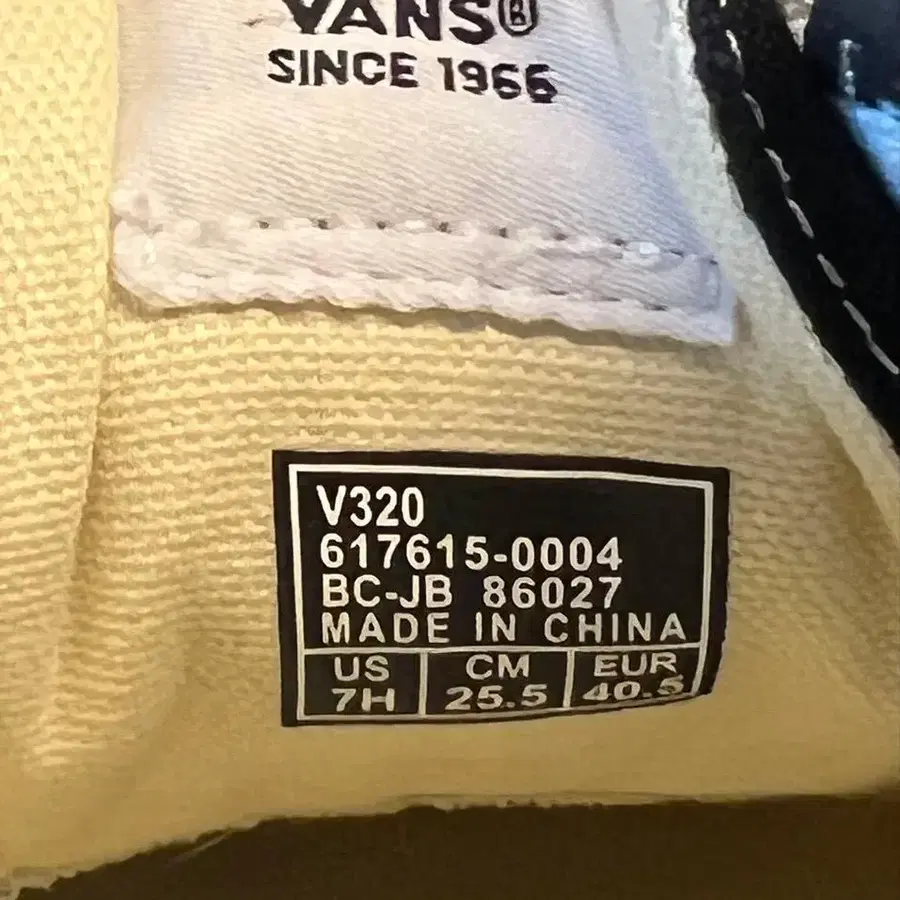 VANS®
SINCE 1966
V320
617615-0004
BC-JB 86027
MADE IN CHINA
US CM EUR
7H 25.5 40.5